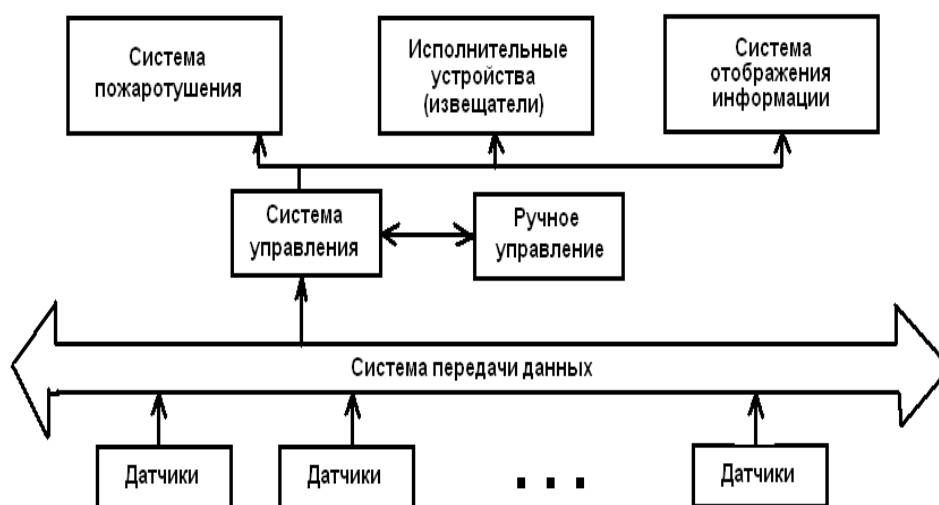 Система
пожаротушения
Исполнительные
устройства
(извещатели)
Система
отображения
информации
Система
управления
Ручное
управление
Система передачи данных
Датчики
Датчики
. . .
Датчики